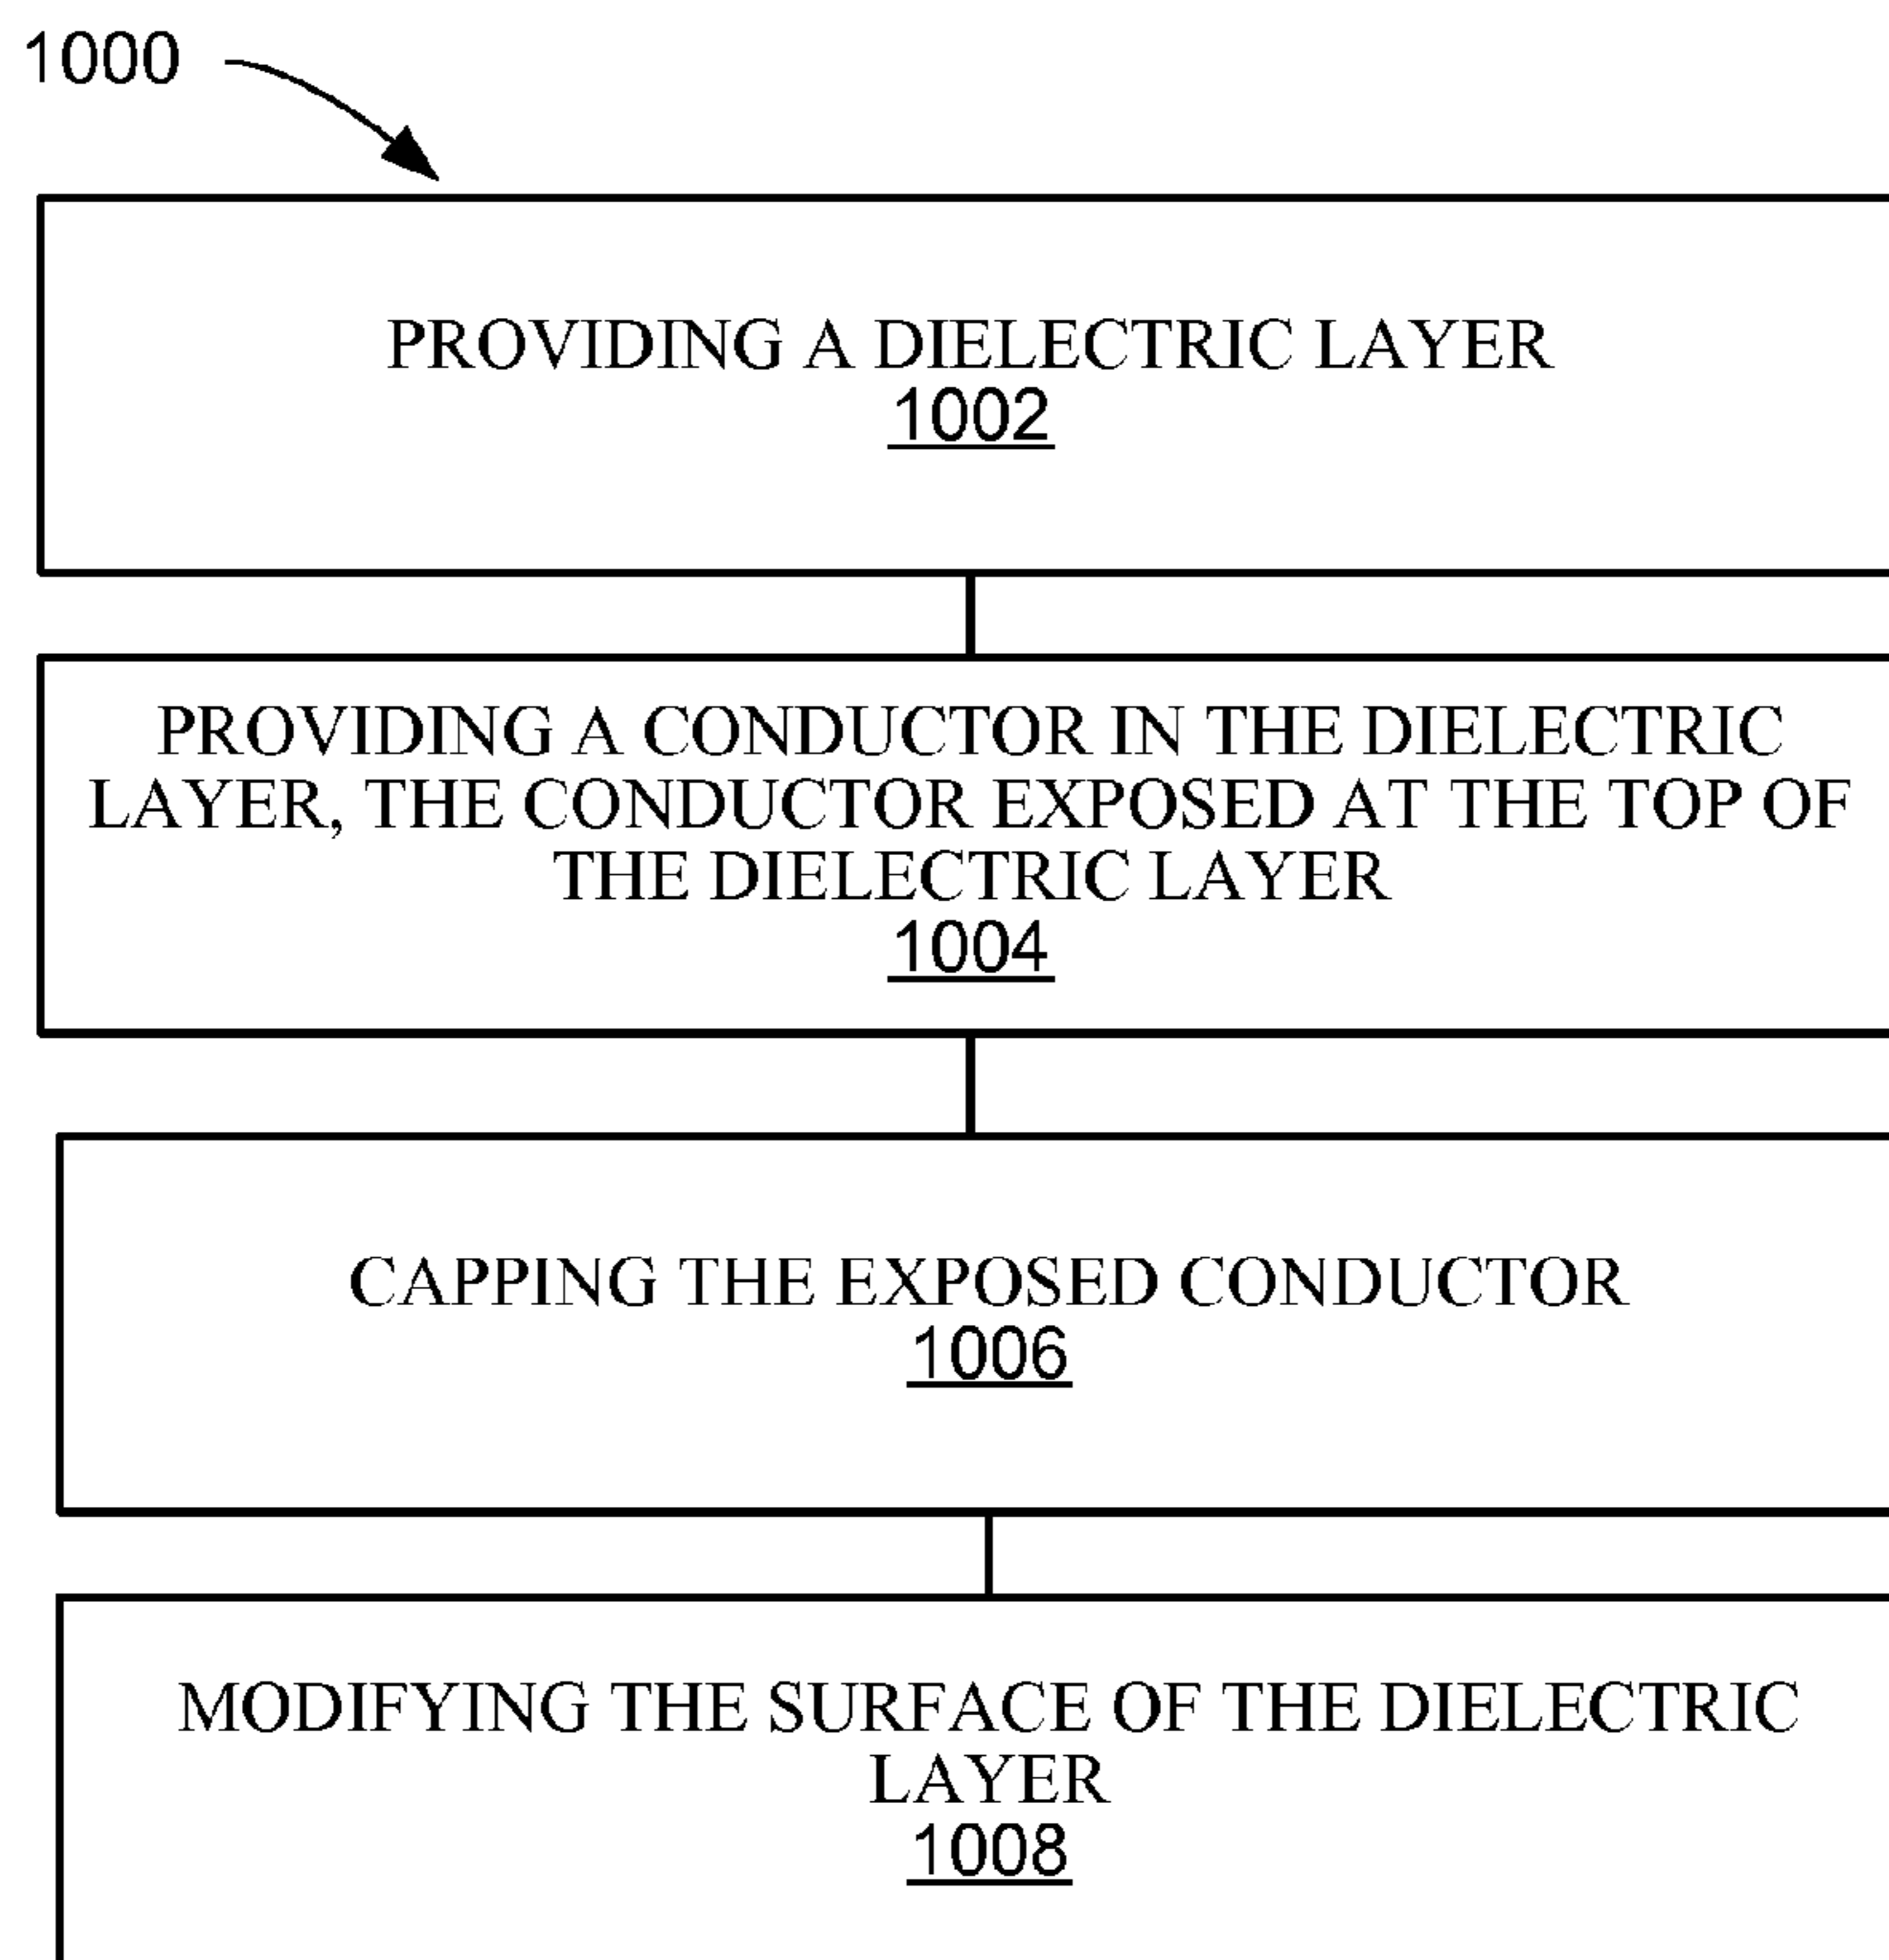 1000
PROVIDING A DIELECTRIC LAYER
1002
PROVIDING A CONDUCTOR IN THE DIELECTRIC
LAYER, THE CONDUCTOR EXPOSED AT THE TOP OF
THE DIELECTRIC LAYER
1004
CAPPING THE EXPOSED CONDUCTOR
1006
MODIFYING THE SURFACE OF THE DIELECTRIC
LAYER
1008